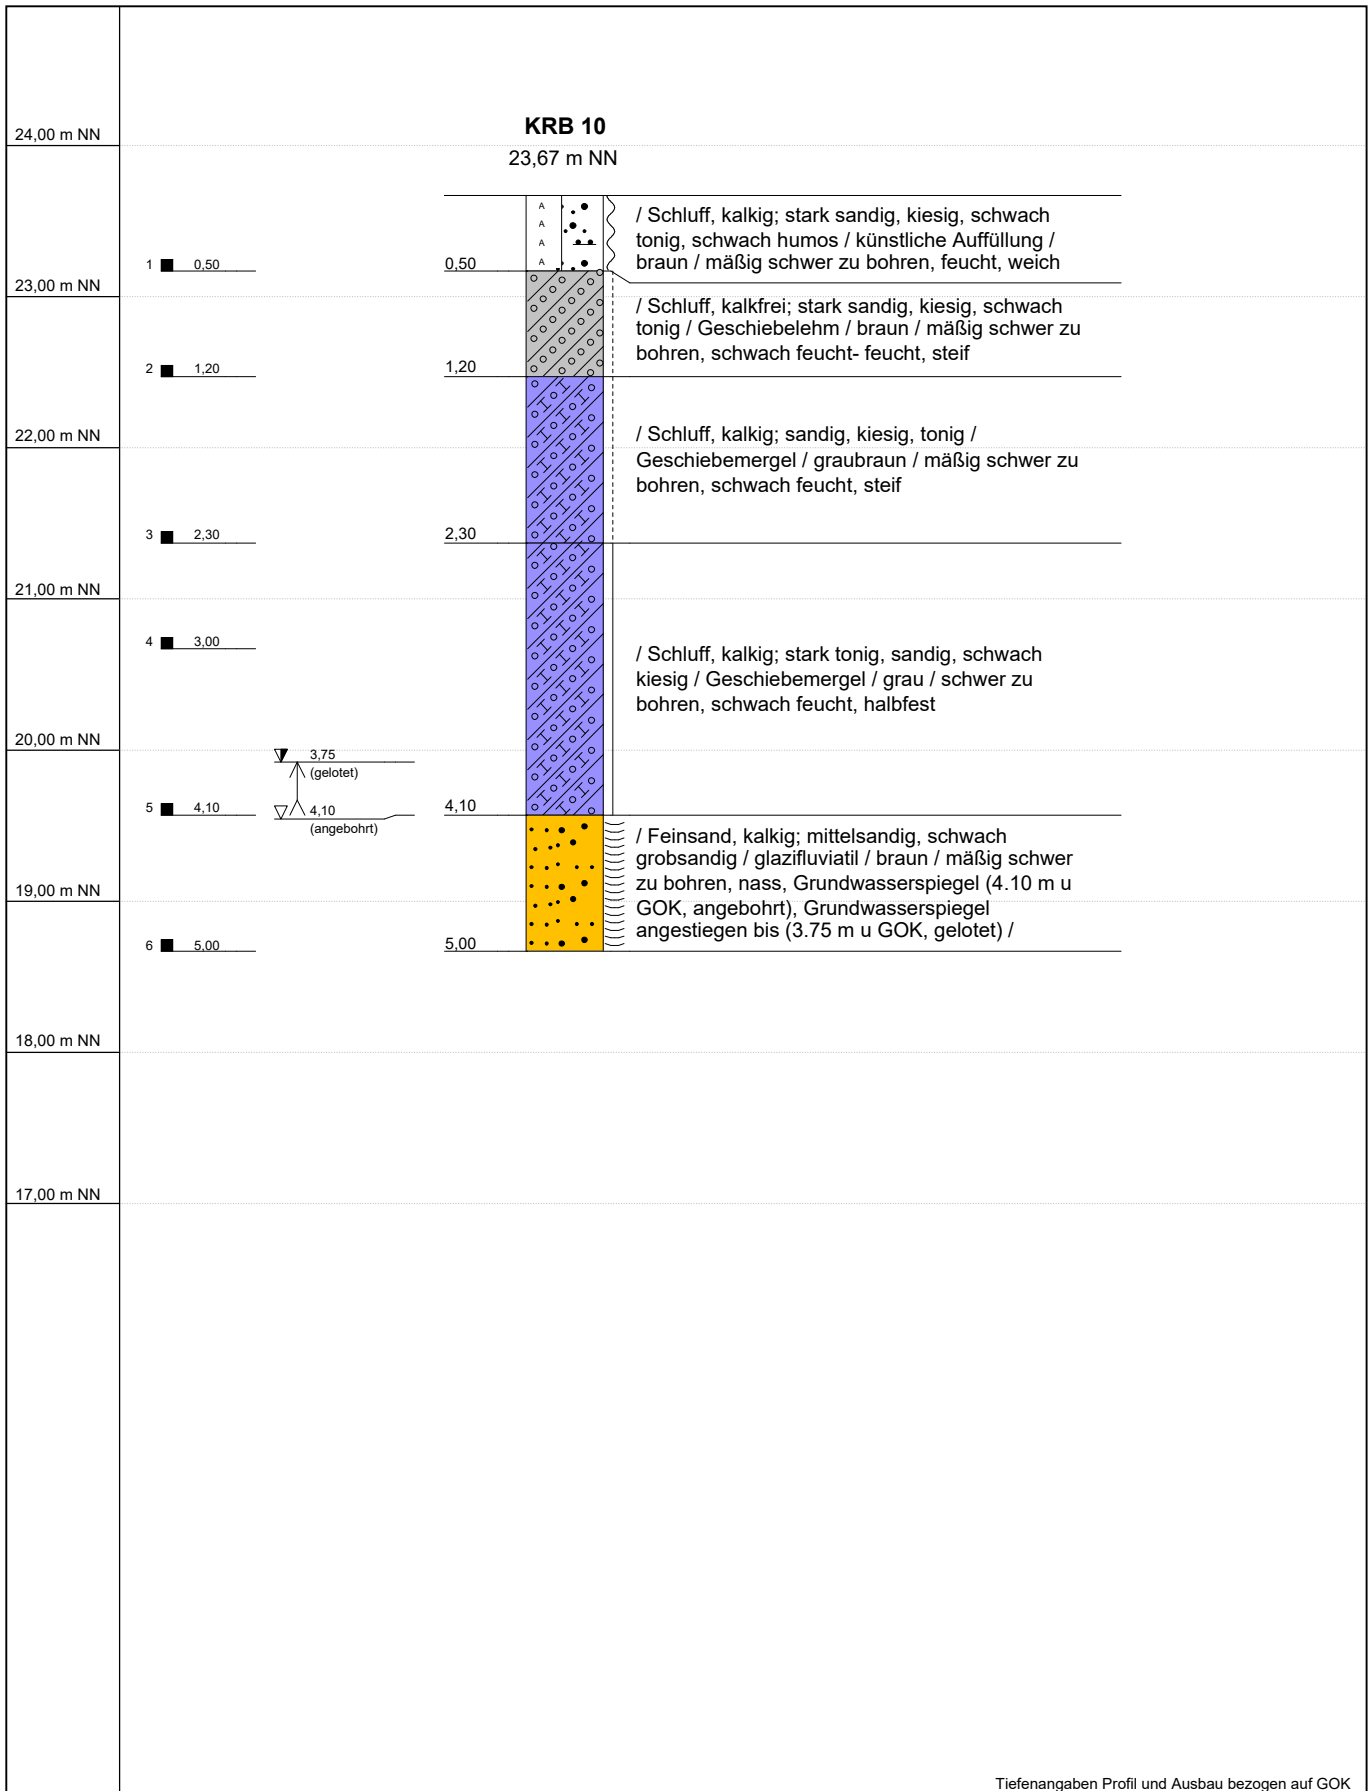 KRB 10
23,67 m NN
24,00 m NN
23,00 m NN
22,00 m NN
21,00 m NN
20,00 m NN
19,00 m NN
18,00 m NN
17,00 m NN
1 0,50
2 1,20
3 2,30
4 3,00
5 4,10
6 5,00
3,75
(gelotet)
4,10
(angebohrt)
A
A
A
A
0,50
/ Schluff, kalkig; stark sandig, kiesig, schwach
tonig, schwach humos / künstliche Auffüllung /
braun / mäßig schwer zu bohren, feucht, weich
1,20
/ Schluff, kalkfrei; stark sandig, kiesig, schwach
tonig / Geschiebelehm / braun / mäßig schwer zu
bohren, schwach feucht- feucht, steif
2,30
/ Schluff, kalkig; sandig, kiesig, tonig /
Geschiebemergel / graubraun / mäßig schwer zu
bohren, schwach feucht, steif
4,10
/ Schluff, kalkig; stark tonig, sandig, schwach
kiesig / Geschiebemergel / grau / schwer zu
bohren, schwach feucht, halbfest
5,00
/ Feinsand, kalkig; mittelsandig, schwach
grobsandig / glazifluviatil / braun / mäßig schwer
zu bohren, nass, Grundwasserspiegel (4.10 m u
GOK, angebohrt), Grundwasserspiegel
angestiegen bis (3.75 m u GOK, gelotet) /
Tiefenangaben Profil und Ausbau bezogen auf GOK